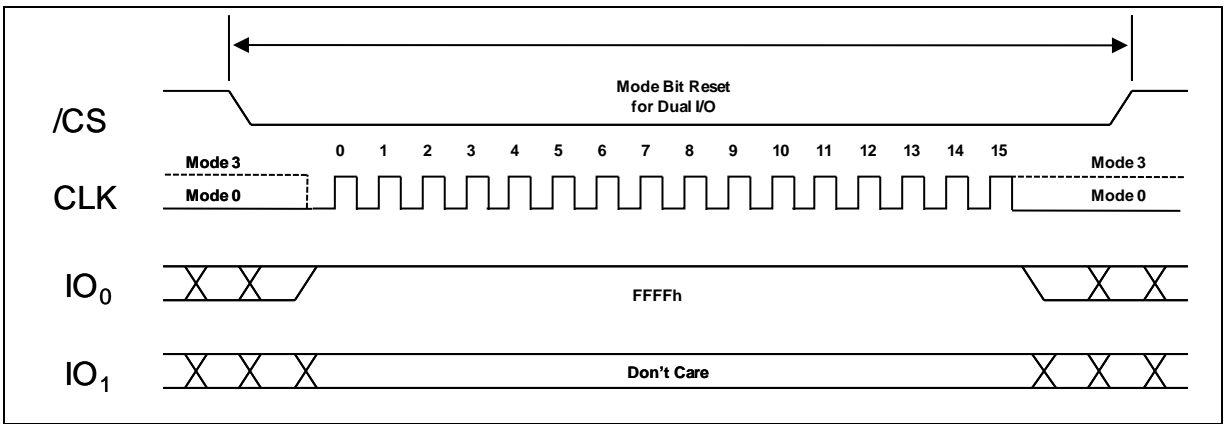 Mode Bit Reset
for Dual I/O
/CS
0 1 2 3 4 5 6 7 8 9 10 11 12 13 14 15
Mode 3 Mode 3
CLK Mode 0 Mode 0
IO₀ FFFFh
IO₁ Don't Care